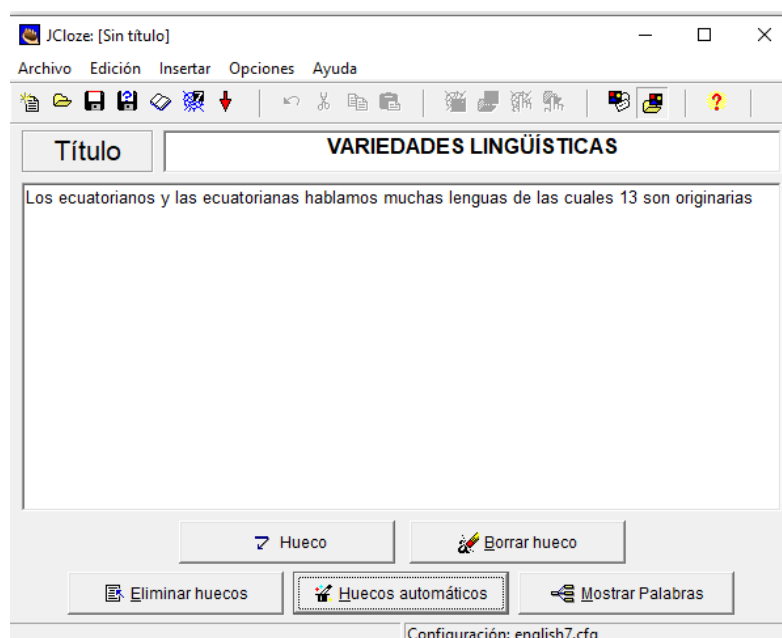 JCloze: [Sin título]
Archivo Edición Insertar Opciones Ayuda
Título
VARIEDADES LINGÜÍSTICAS
Los ecuatorianos y las ecuatorianas hablamos muchas lenguas de las cuales 13 son originarias
Hueco
Borrar hueco
Eliminar huecos
Huecos automáticos
Mostrar Palabras
Configuración: english7.cfg